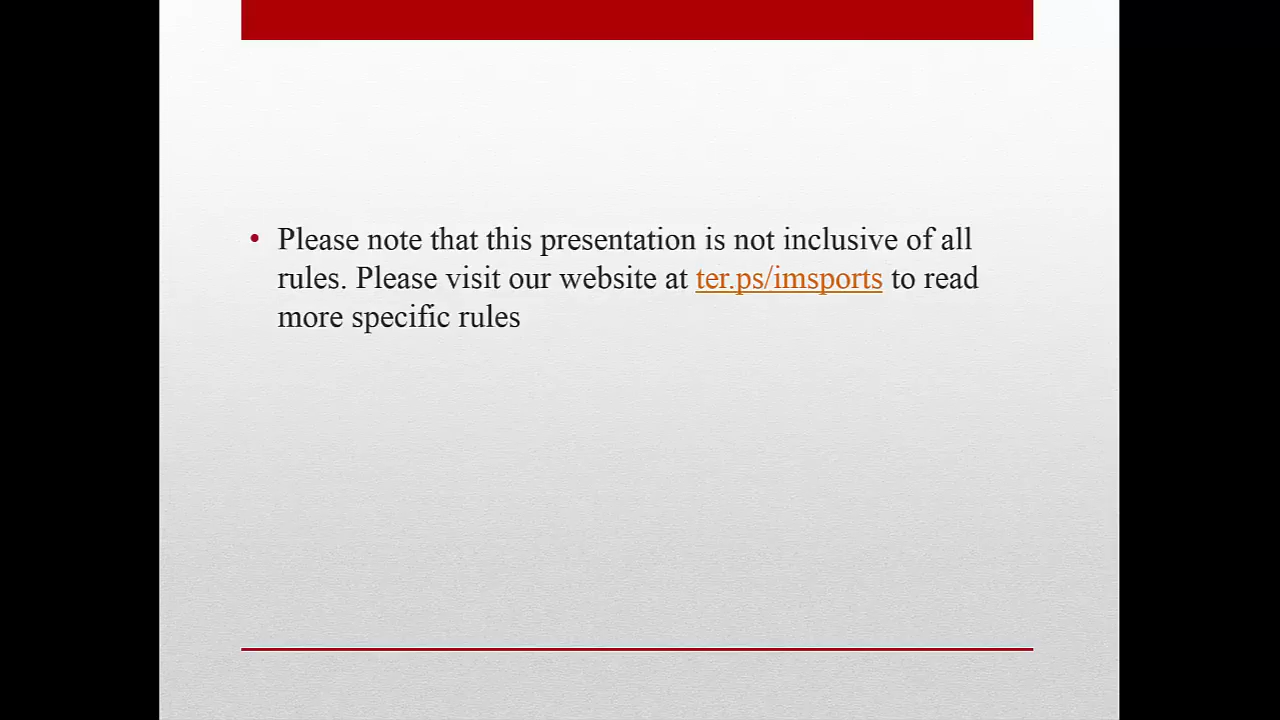 • Please note that this presentation is not inclusive of all
rules. Please visit our website at ter.ps/imsports to read
more specific rules